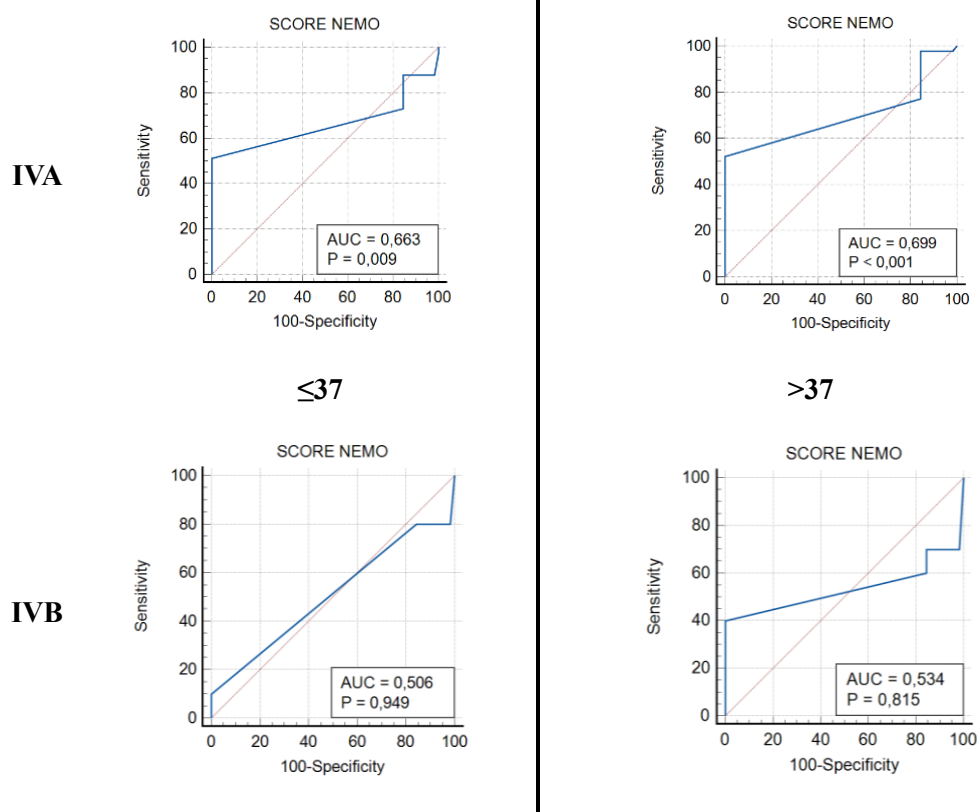 SCORE NEMO
100
80
60
40
20
0
Sensitivity
IVA
AUC = 0,663
P = 0,009
0 20 40 60 80 100
100-Specificity
SCORE NEMO
100
80
60
40
20
0
Sensitivity
AUC = 0,699
P < 0,001
0 20 40 60 80 100
100-Specificity
≤37
>37
SCORE NEMO
100
80
60
40
20
0
Sensitivity
IVB
AUC = 0,506
P = 0,949
0 20 40 60 80 100
100-Specificity
SCORE NEMO
100
80
60
40
20
0
Sensitivity
AUC = 0,534
P = 0,815
0 20 40 60 80 100
100-Specificity